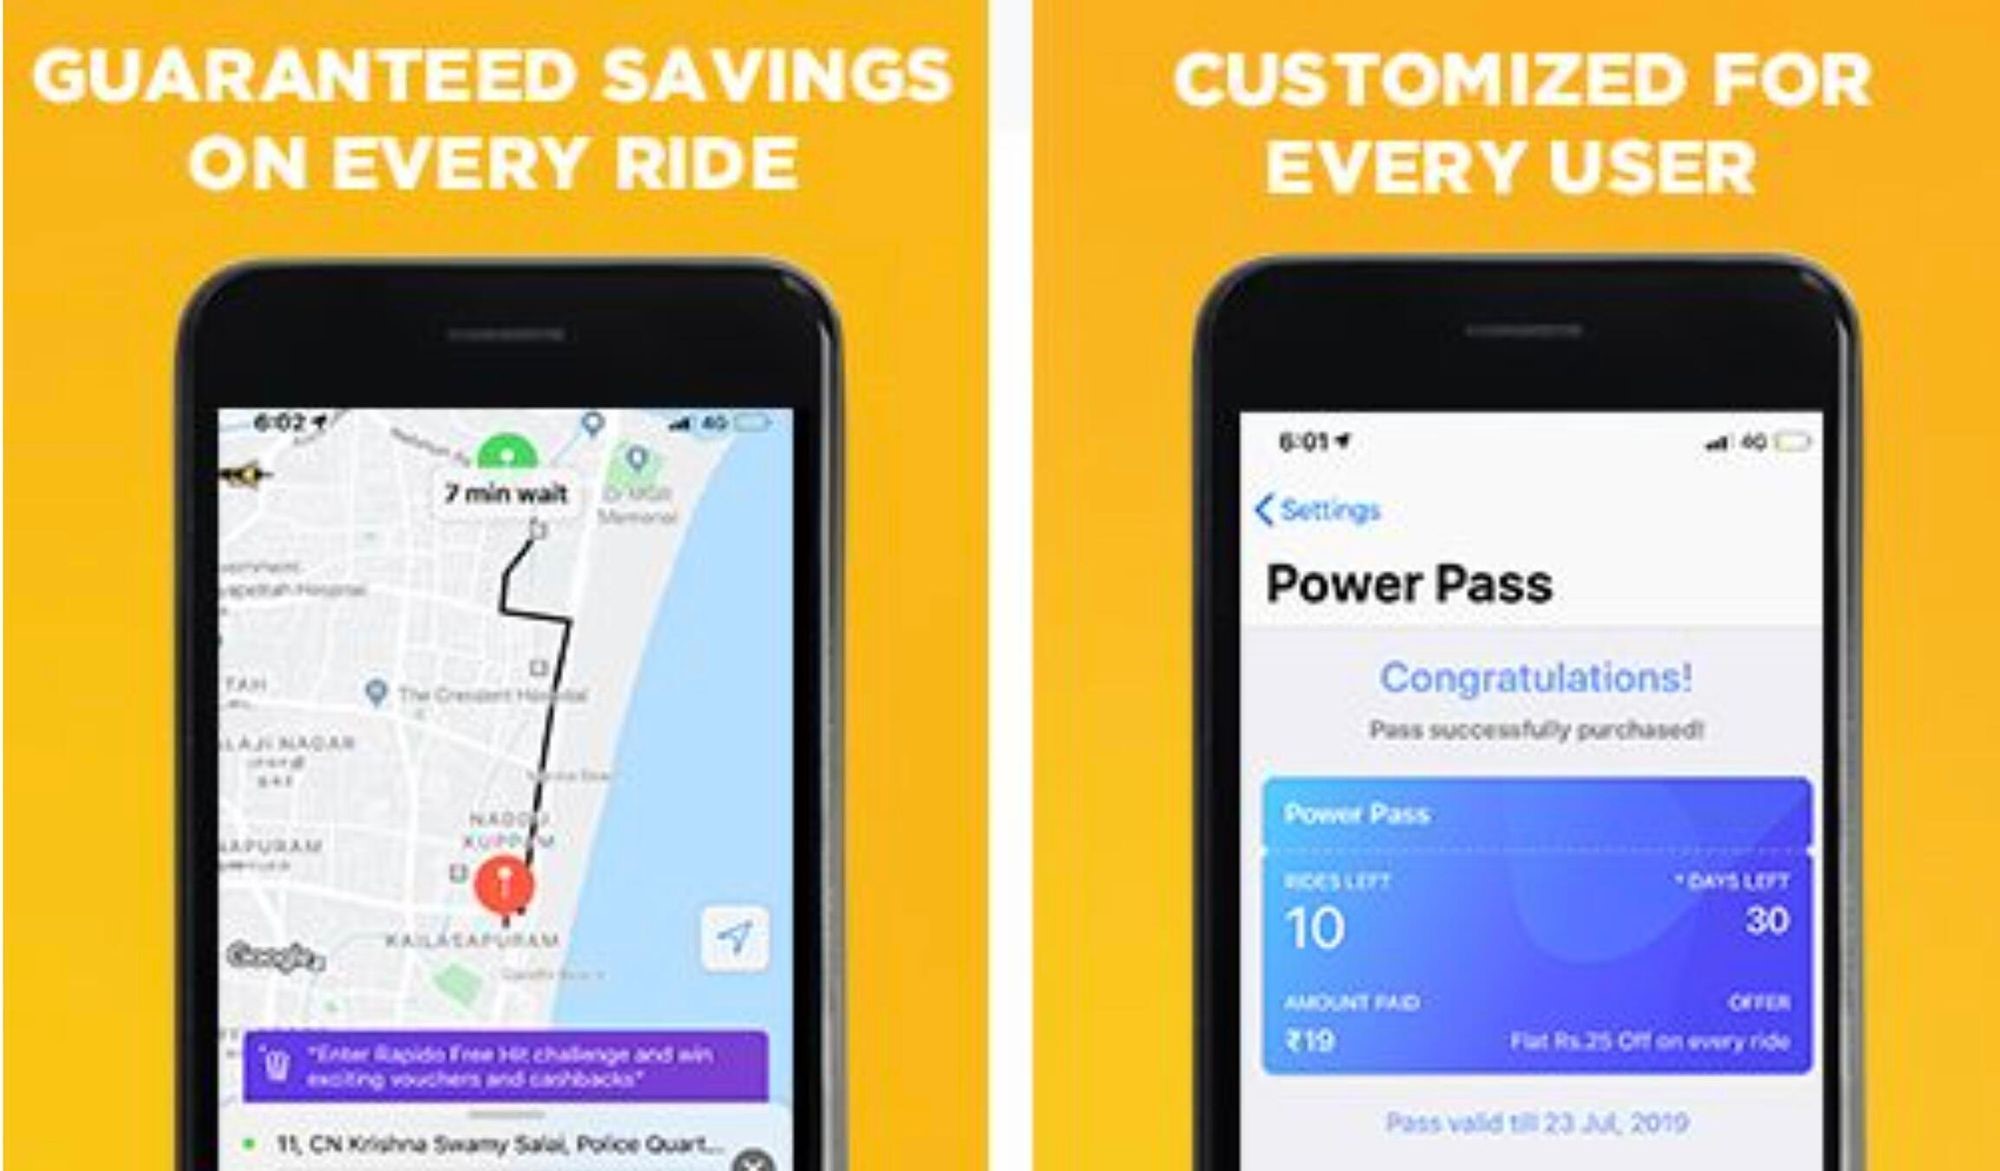 GUARANTEED SAVINGS
ON EVERY RIDE
6:02
4G
7 min wait
Memorial
The Crescent Hospital
NAGAR
KUPPAM
KAILASAPURAM
Google
"Enter Rapido Free Hit challenge and win
exciting vouchers and cashbacks"
11, CN Krishna Swamy Salai, Police Quart...
CUSTOMIZED FOR
EVERY USER
6:01
4G
Settings
Power Pass
Congratulations!
Pass successfully purchased!
Power Pass
RIDES LEFT
* DAYS LEFT
10
30
AMOUNT PAID
OFFER
₹19
Flat Rs.25 Off on every ride
Pass valid till 23 Jul, 2019